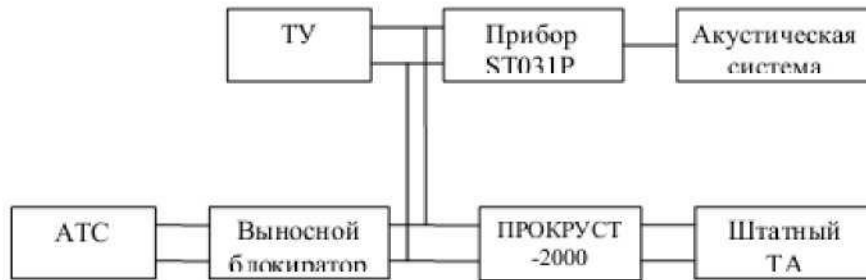 ТУ
Прибор
ST031P
Акустическая
система
АТС
Выносной
блокиратор
ПРОКРУСТ
-2000
Штатный
ТА